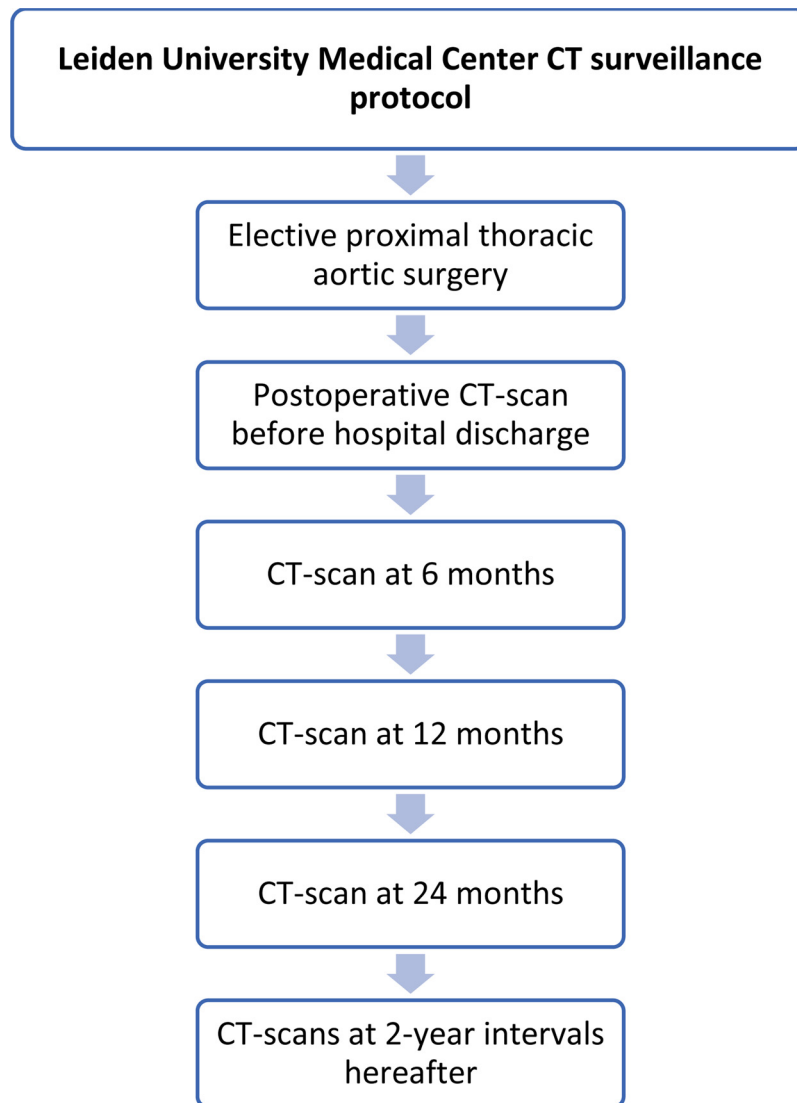 Leiden University Medical Center CT surveillance
protocol
Elective proximal thoracic
aortic surgery
Postoperative CT-scan
before hospital discharge
CT-scan at 6 months
CT-scan at 12 months
CT-scan at 24 months
CT-scans at 2-year intervals
hereafter